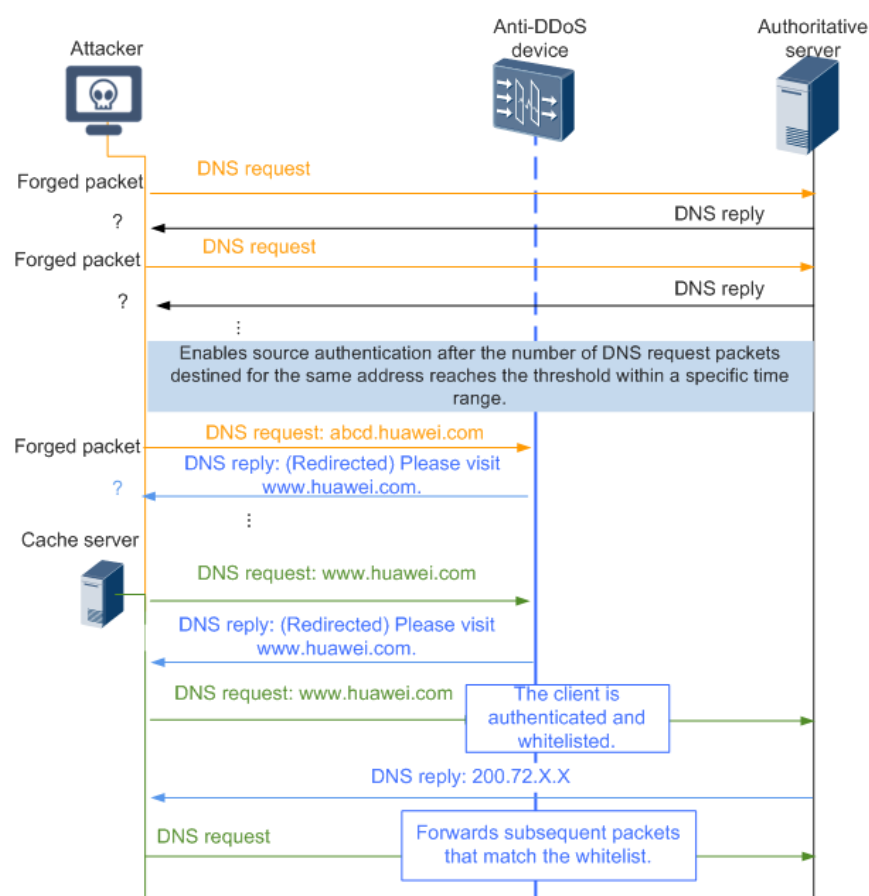 Anti-DDoS
device
Authoritative
server
Attacker
DNS request
Forged packet
DNS reply
?
DNS request
Forged packet
DNS reply
?
Enables source authentication after the number of DNS request packets
destined for the same address reaches the threshold within a specific time
range.
DNS request: abcd.huawei.com
Forged packet
DNS reply: (Redirected) Please visit
www.huawei.com.
?
Cache server
DNS request: www.huawei.com
DNS reply: (Redirected) Please visit
www.huawei.com.
DNS request: www.huawei.com
The client is
authenticated and
whitelisted.
DNS reply: 200.72.X.X
DNS request
Forwards subsequent packets
that match the whitelist.